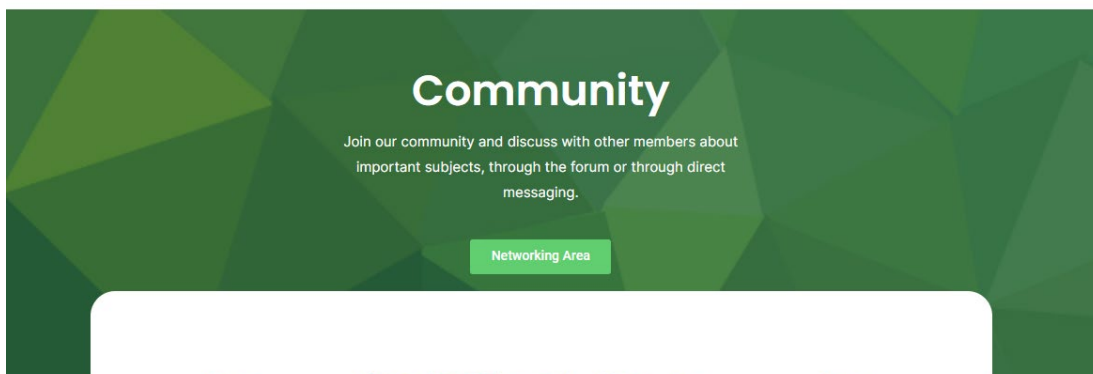 Community
Join our community and discuss with other members about
important subjects, through the forum or through direct
messaging.
Networking Area